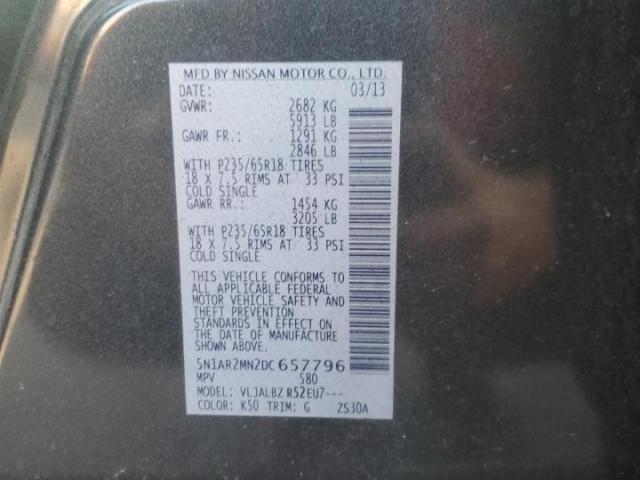 MFD BY NISSAN MOTOR CO., LTD.
DATE: 03/13
GVWR: 2682 KG
5913 LB
GAWR FR.: 1291 KG
2846 LB
WITH P235/65R18 TIRES
18 X 7.5 RIMS AT 33 PSI
COLD SINGLE
GAWR RR.: 1454 KG
3205 LB
WITH P235/65R18 TIRES
18 X 7.5 RIMS AT 33 PSI
COLD SINGLE
THIS VEHICLE CONFORMS TO
ALL APPLICABLE FEDERAL
MOTOR VEHICLE SAFETY AND
THEFT PREVENTION
STANDARDS IN EFFECT ON
THE DATE OF MANUFACTURE
SHOWN ABOVE.
5N1AR2MN2DC657796
MPV 580
MODEL: VLJALBZ R52EU7---
COLOR: K50 TRIM: G ZS30A